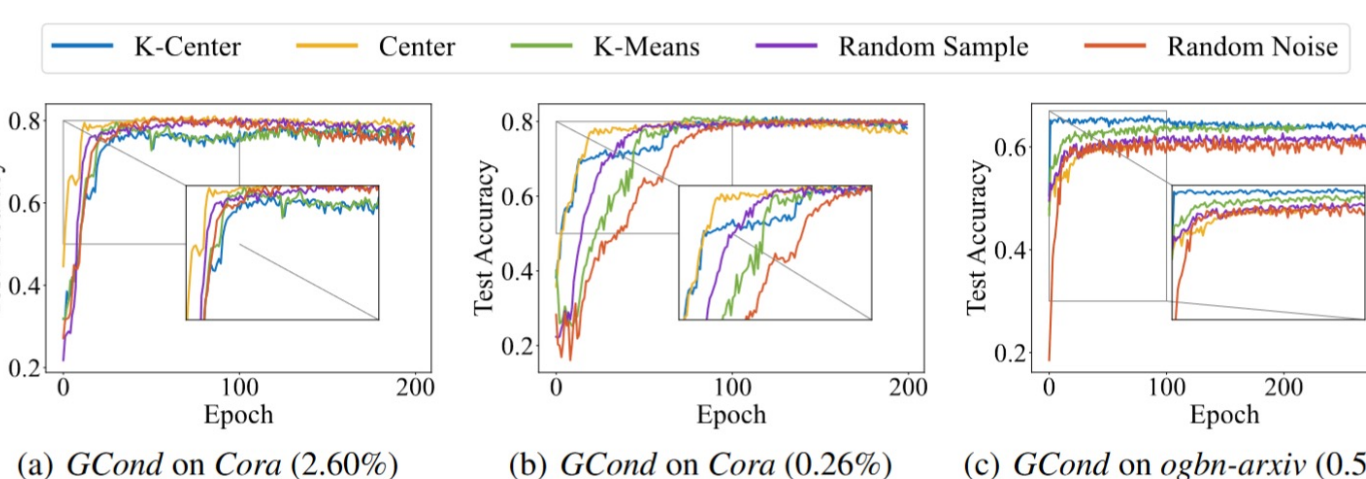 K-Center Center K-Means Random Sample Random Noise
0.8 0.6 0.4 0.2
0 100 200
Epoch
(a) GCond on Cora (2.60%)
Test Accuracy
0.8 0.6 0.4 0.2
0 100 200
Epoch
(b) GCond on Cora (0.26%)
Test Accuracy
0.6 0.4 0.2
0 100 200
Epoch
(c) GCond on ogbn-arxiv (0.5